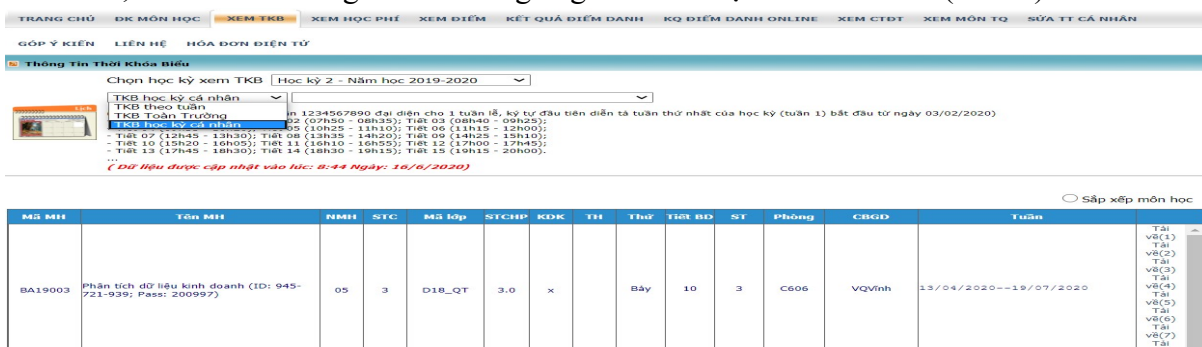 TRANG CHỦ ĐK MÔN HỌC XEM TKB XEM HỌC PHÍ XEM ĐIỂM KẾT QUẢ ĐIỂM DANH KQ ĐIỂM DANH ONLINE XEM CTĐT XEM MÔN TQ SỬA TT CÁ NHÂN
GÓP Ý KIẾN LIÊN HỆ HÓA ĐƠN ĐIỆN TỬ
Thông Tin Thời Khóa Biểu
Chọn học kỳ xem TKB Học kỳ 2 - Năm học 2019-2020
TKB học kỳ cá nhân
TKB theo tuần
TKB Toàn Trường
TKB học kỳ cá nhân
Lịch
1234567890 đại diện cho 1 tuần lễ, ký tự đầu tiên diễn tả tuần thứ nhất của học kỳ (tuần 1) bắt đầu từ ngày 03/02/2020)
02 (07h50 - 08h35); Tiết 03 (08h40 - 09h25);
05 (10h25 - 11h10); Tiết 06 (11h15 - 12h00);
- Tiết 07 (12h45 - 13h30); Tiết 08 (13h35 - 14h20); Tiết 09 (14h25 - 15h10);
- Tiết 10 (15h20 - 16h05); Tiết 11 (16h10 - 16h55); Tiết 12 (17h00 - 17h45);
- Tiết 13 (17h45 - 18h30); Tiết 14 (18h30 - 19h15); Tiết 15 (19h15 - 20h00).
...
( Dữ liệu được cập nhật vào lúc: 8:44 Ngày: 16/6/2020)
Sắp xếp môn học
Mã MH Tên MH NMH STC Mã lớp STCHP KDK TH Thứ Tiết BD ST Phòng CBGD Tuần
BA19003 Phân tích dữ liệu kinh doanh (ID: 945-721-939; Pass: 200997) 05 3 D18_QT 3.0 x Bảy 10 3 C606 VQVĩnh 13/04/2020--19/07/2020
Tải về(1)
Tải về(2)
Tải về(3)
Tải về(4)
Tải về(5)
Tải về(6)
Tải về(7)
Tải